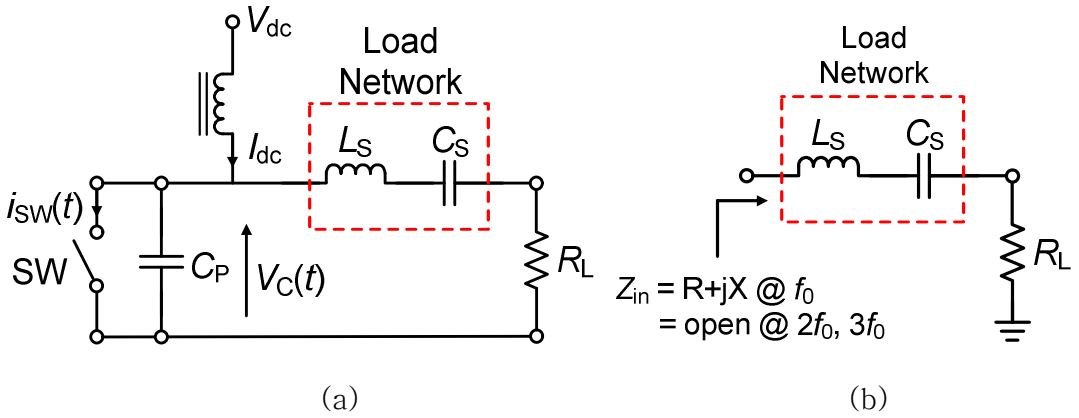 Vdc
Load
Network
LS
CS
Idc
iSW(t)
SW
CP
VC(t)
RL
(a)
Load
Network
LS
CS
RL
Zin = R+jX @ f0
= open @ 2f0, 3f0
(b)